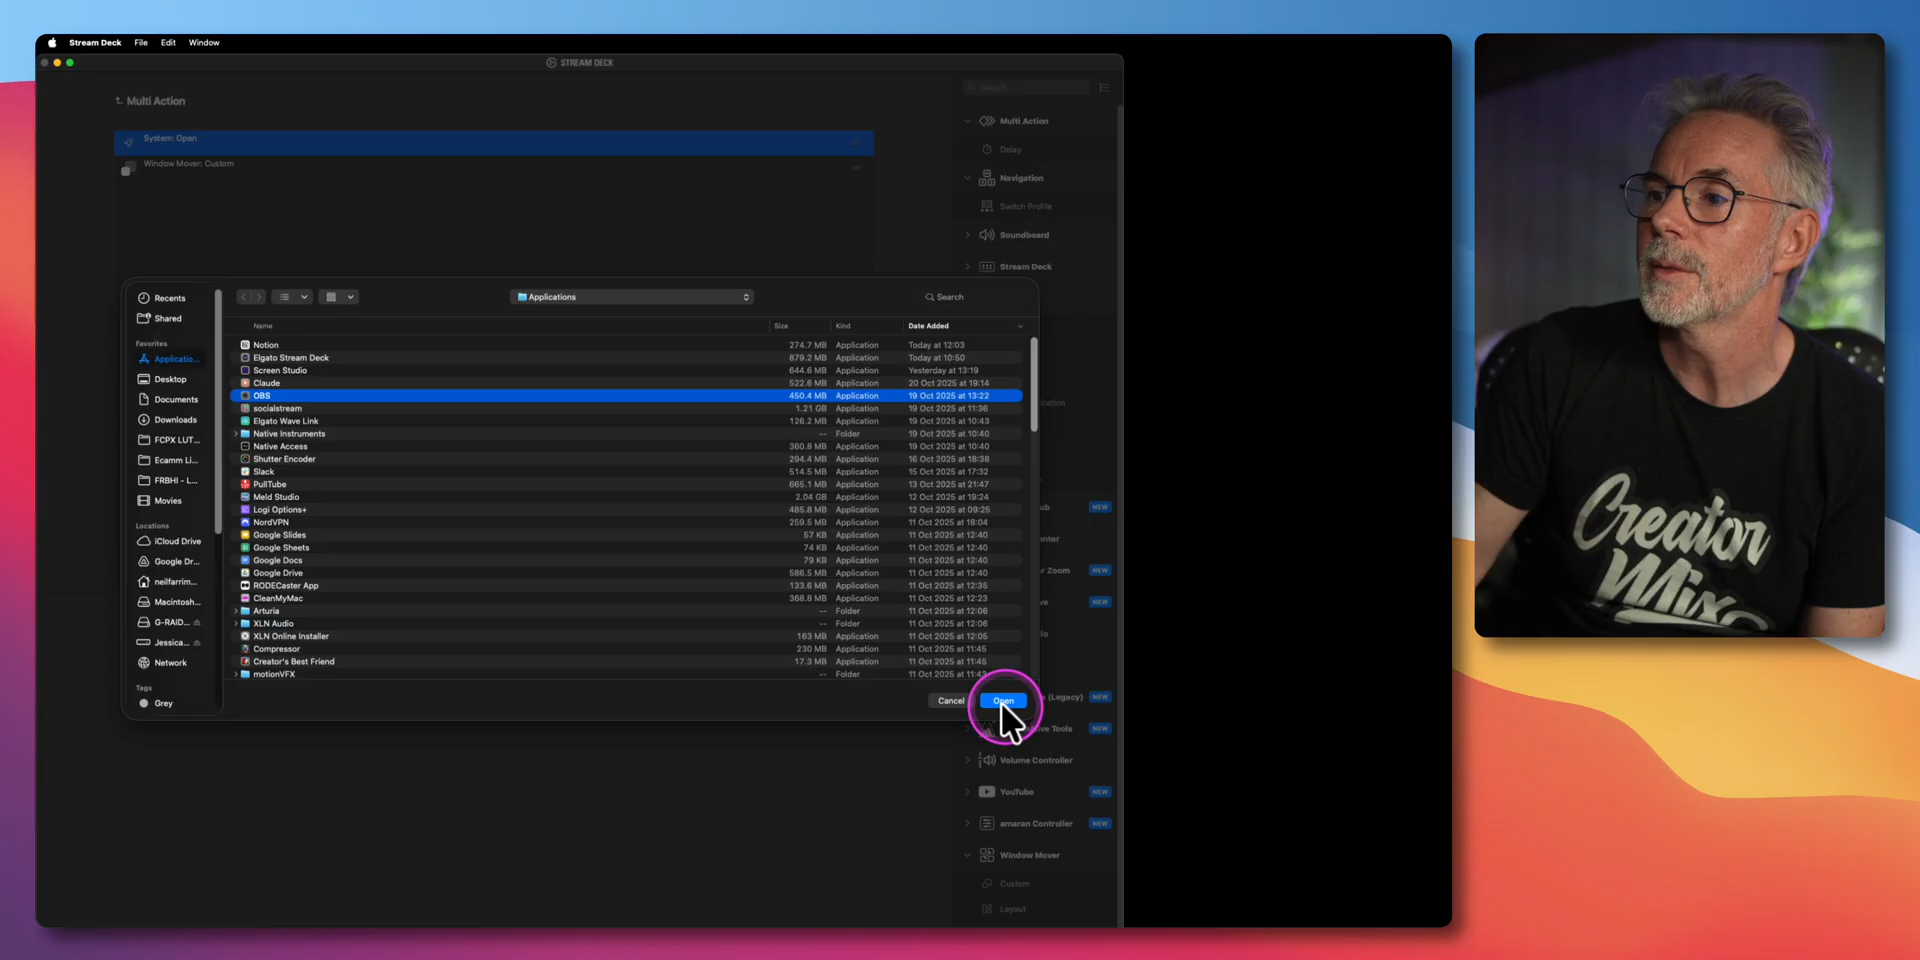 Stream Deck File Edit Window
STREAM DECK
Multi Action
System: Open
Window Mover: Custom
Search
Multi Action
Delay
Navigation
Switch Profile
Soundboard
Stream Deck
Recents
Shared
Favorites
Applicatio...
Desktop
Documents
Downloads
FCPX LUT...
Ecamm Li...
FRBHI - L...
Movies
Locations
iCloud Drive
Google Dr...
neilfarrim...
Macintosh...
G-RAID...
Jessica...
Network
Tags
Grey
Applications
Search
Name Size Kind Date Added
Notion 274.7 MB Application Today at 12:03
Elgato Stream Deck 879.2 MB Application Today at 10:50
Screen Studio 644.6 MB Application Yesterday at 13:19
Claude 522.6 MB Application 20 Oct 2025 at 19:14
OBS 450.4 MB Application 19 Oct 2025 at 13:22
socialstream 1.21 GB Application 19 Oct 2025 at 11:36
Elgato Wave Link 126.2 MB Application 19 Oct 2025 at 10:43
Native Instruments -- Folder 19 Oct 2025 at 10:40
Native Access 360.8 MB Application 19 Oct 2025 at 10:40
Shutter Encoder 294.4 MB Application 16 Oct 2025 at 18:38
Slack 514.5 MB Application 15 Oct 2025 at 17:32
PullTube 665.1 MB Application 13 Oct 2025 at 21:47
Meld Studio 2.04 GB Application 12 Oct 2025 at 19:24
Logi Options+ 485.8 MB Application 12 Oct 2025 at 09:25
NordVPN 259.5 MB Application 11 Oct 2025 at 18:04
Google Slides 57 KB Application 11 Oct 2025 at 12:40
Google Sheets 74 KB Application 11 Oct 2025 at 12:40
Google Docs 79 KB Application 11 Oct 2025 at 12:40
Google Drive 586.5 MB Application 11 Oct 2025 at 12:40
RODECaster App 133.6 MB Application 11 Oct 2025 at 12:35
CleanMyMac 368.8 MB Application 11 Oct 2025 at 12:23
Arturia -- Folder 11 Oct 2025 at 12:06
XLN Audio -- Folder 11 Oct 2025 at 12:06
XLN Online Installer 163 MB Application 11 Oct 2025 at 12:05
Compressor 230 MB Application 11 Oct 2025 at 11:45
Creator's Best Friend 17.3 MB Application 11 Oct 2025 at 11:45
motionVFX -- Folder 11 Oct 2025 at 11:43
Cancel Open
NEW
Zoom NEW
NEW
(Legacy) NEW
Tools NEW
Volume Controller
YouTube NEW
amaran Controller NEW
Window Mover
Custom
Layout
Creator
Mix